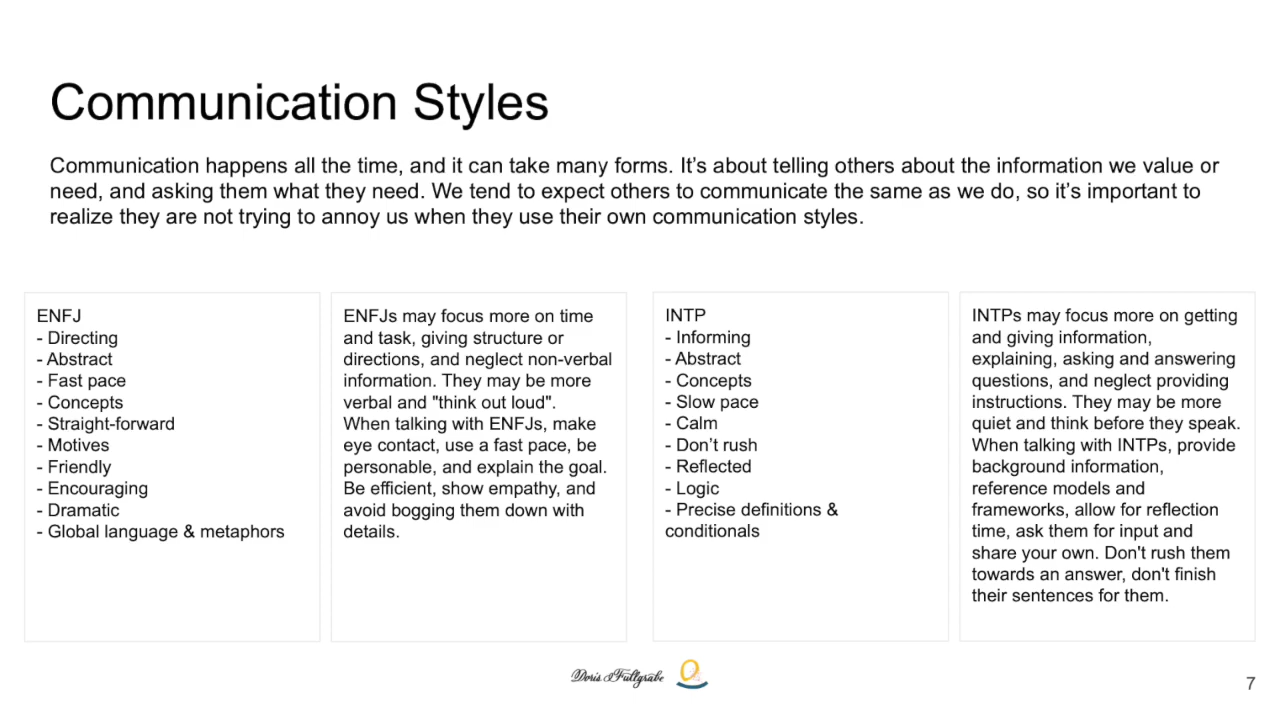 Communication Styles
Communication happens all the time, and it can take many forms. It’s about telling others about the information we value or
need, and asking them what they need. We tend to expect others to communicate the same as we do, so it’s important to
realize they are not trying to annoy us when they use their own communication styles.
ENFJ
- Directing
- Abstract
- Fast pace
- Concepts
- Straight-forward
- Motives
- Friendly
- Encouraging
- Dramatic
- Global language & metaphors
ENFJs may focus more on time
and task, giving structure or
directions, and neglect non-verbal
information. They may be more
verbal and "think out loud".
When talking with ENFJs, make
eye contact, use a fast pace, be
personable, and explain the goal.
Be efficient, show empathy, and
avoid bogging them down with
details.
INTP
- Informing
- Abstract
- Concepts
- Slow pace
- Calm
- Don’t rush
- Reflected
- Logic
- Precise definitions &
conditionals
INTPs may focus more on getting
and giving information,
explaining, asking and answering
questions, and neglect providing
instructions. They may be more
quiet and think before they speak.
When talking with INTPs, provide
background information,
reference models and
frameworks, allow for reflection
time, ask them for input and
share your own. Don't rush them
towards an answer, don't finish
their sentences for them.
Doris Fullgrabe
7